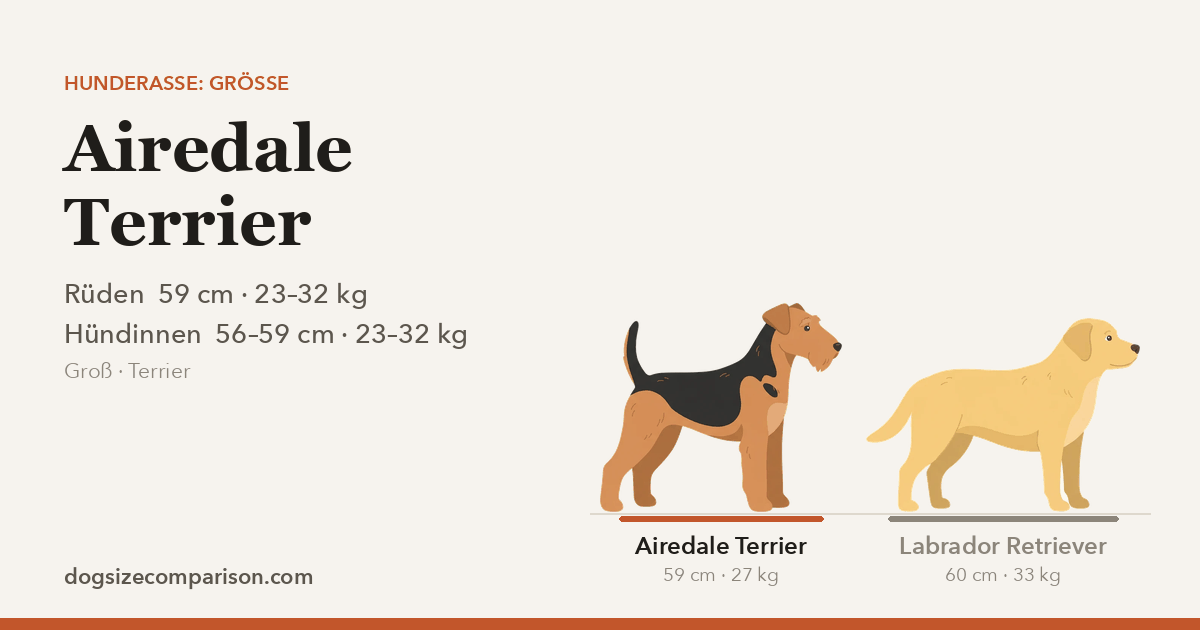 HUNDERASSE: GRÖSSE
Airedale
Terrier
Rüden 59 cm · 23–32 kg
Hündinnen 56–59 cm · 23–32 kg
Groß · Terrier
Airedale Terrier
59 cm · 27 kg
Labrador Retriever
60 cm · 33 kg
dogsizecomparison.com